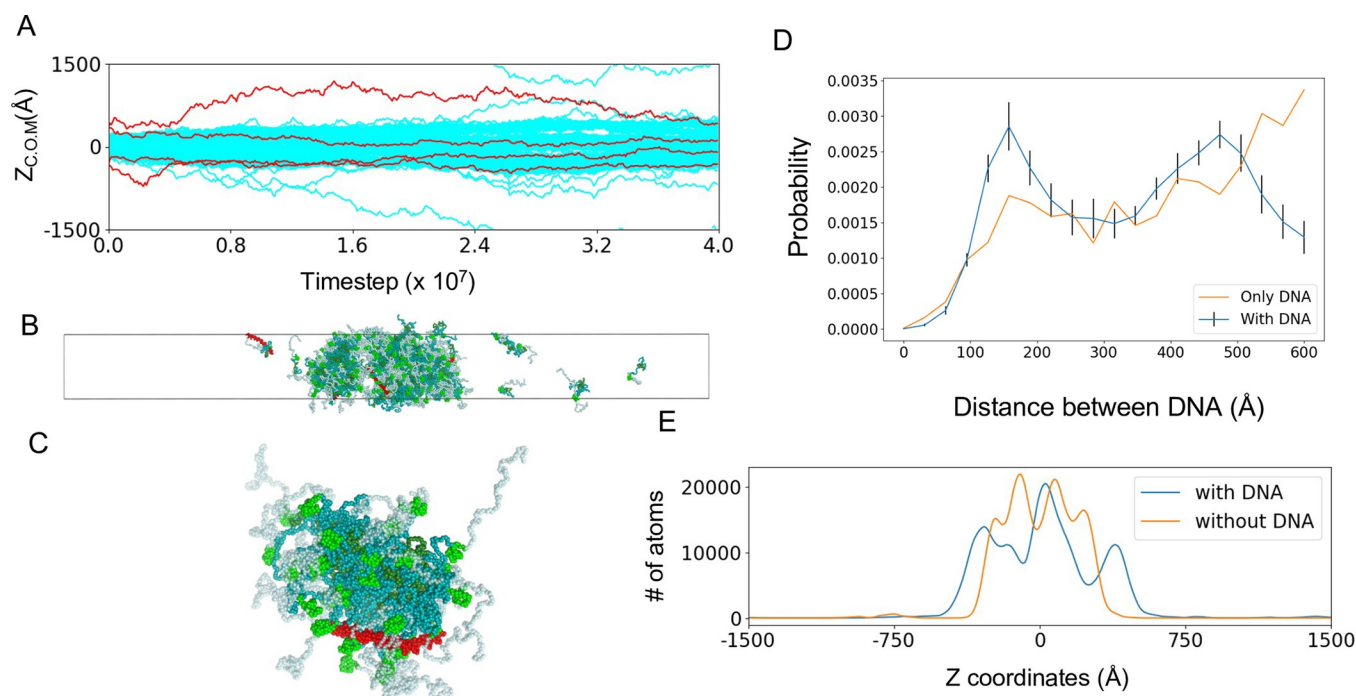 A
1500
0
-1500
Z C.O.M (Å)
0.0 0.8 1.6 2.4 3.2 4.0
Timestep (x 10⁷)
B
C
D
0.0035
0.0030
0.0025
0.0020
0.0015
0.0010
0.0005
0.0000
Probability
Only DNA
With DNA
0 100 200 300 400 500 600
Distance between DNA (Å)
E
20000
10000
0
# of atoms
with DNA
without DNA
-1500 -750 0 750 1500
Z coordinates (Å)